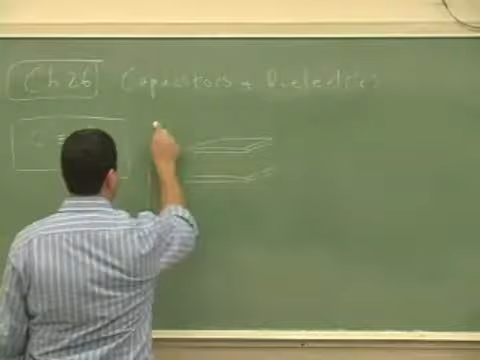 Ch 26 Capacitors + Dielectrics
C =